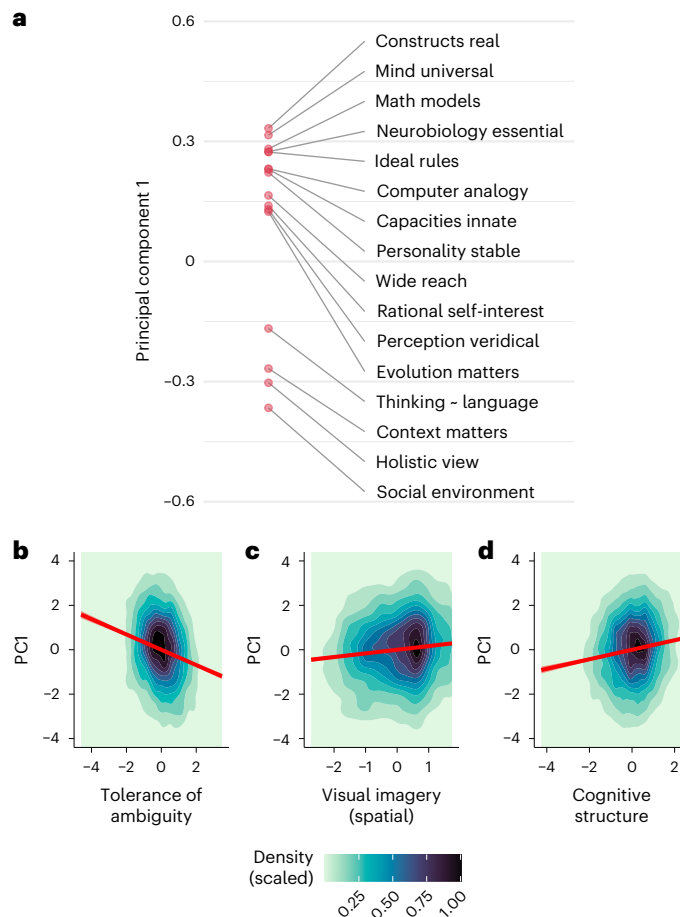 a
0.6
Constructs real
Mind universal
Math models
Neurobiology essential
0.3
Ideal rules
Computer analogy
Capacities innate
Personality stable
0
Wide reach
Rational self-interest
Perception veridical
Evolution matters
−0.3
Thinking ~ language
Context matters
Holistic view
Social environment
−0.6
Principal component 1
b
4
2
0
−2
−4
PC1
−4 −2 0 2
Tolerance of
ambiguity
c
4
2
0
−2
−4
PC1
−2 −1 0 1
Visual imagery
(spatial)
d
4
2
0
−2
−4
PC1
−4 −2 0 2
Cognitive
structure
Density
(scaled)
0.25 0.50 0.75 1.00